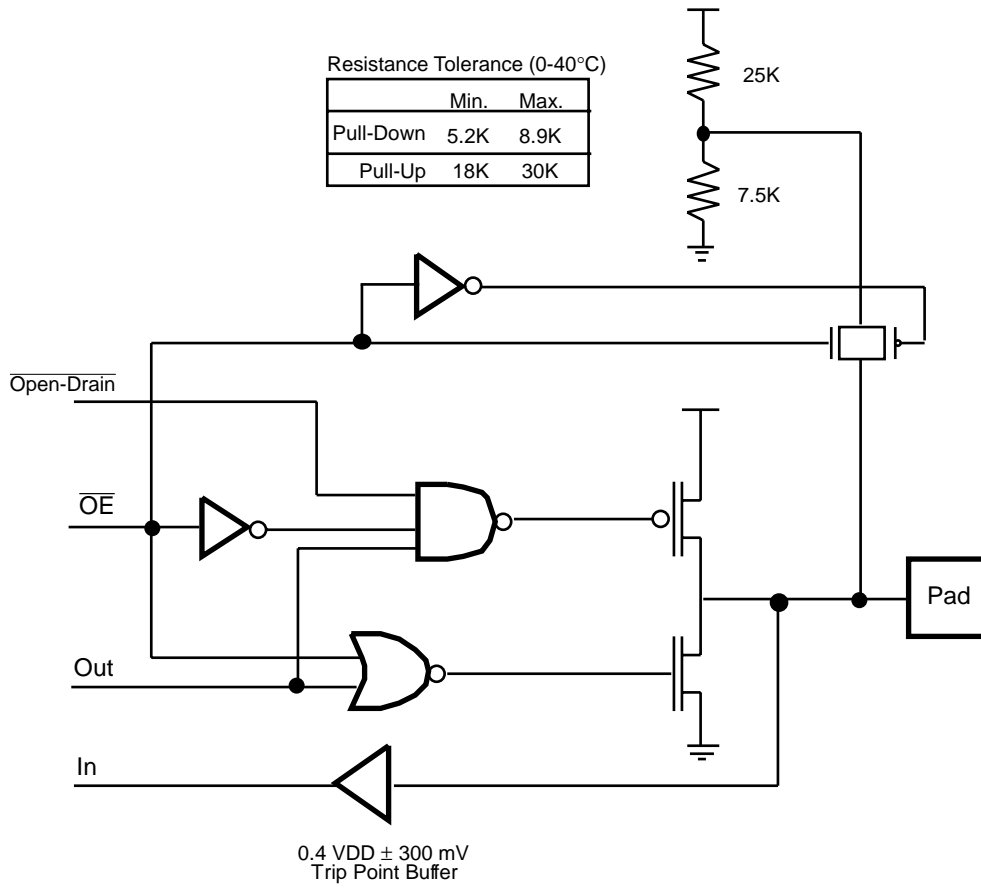 Resistance Tolerance (0-40°C)
Min. Max.
Pull-Down 5.2K 8.9K
Pull-Up 18K 30K
25K
7.5K
Open-Drain
OE
Out
In
Pad
0.4 VDD ± 300 mV
Trip Point Buffer